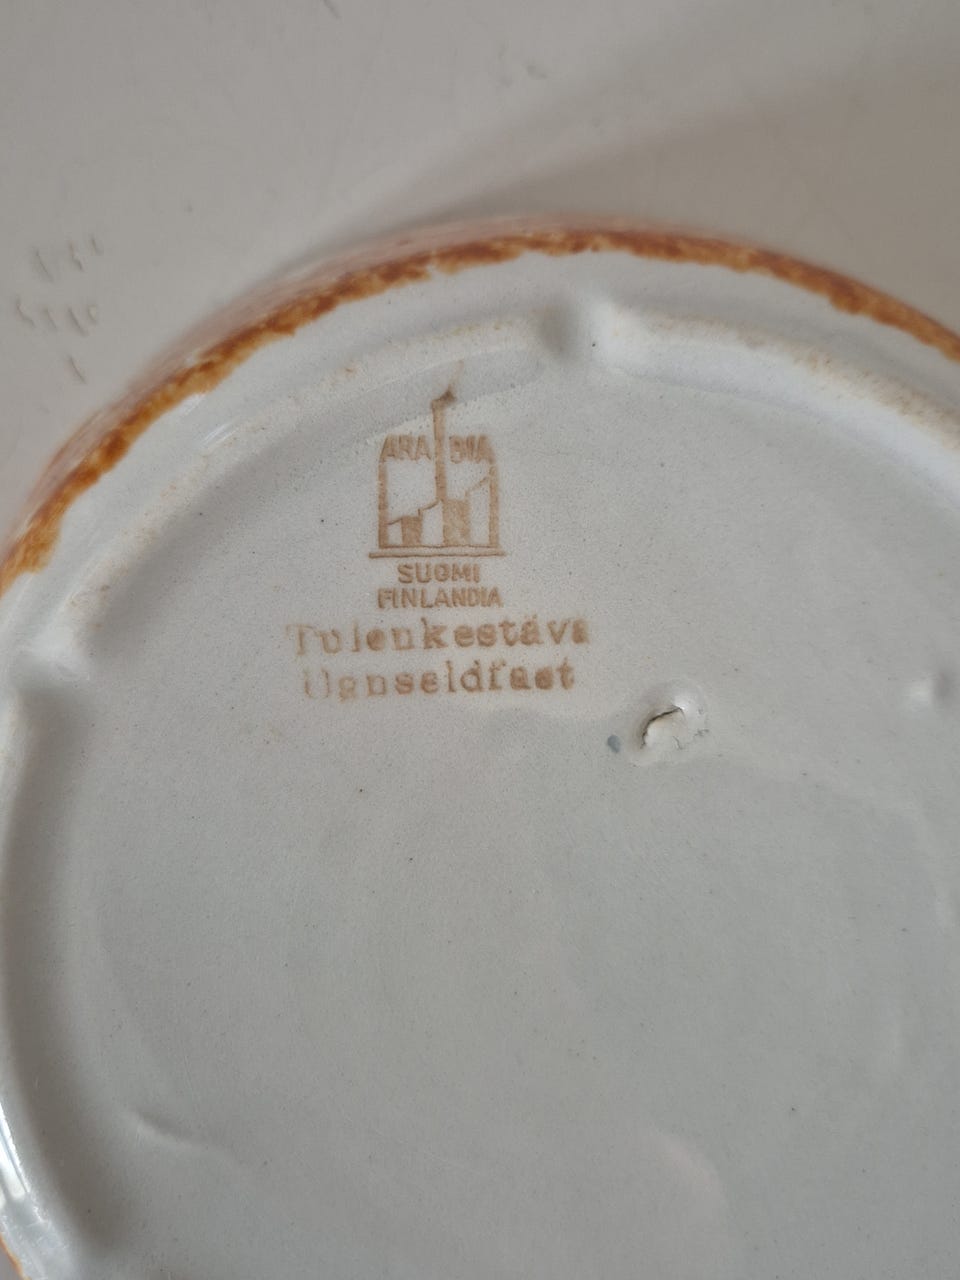 ARABIA
SUOMI
FINLANDIA
Tulenkestävä
Ugnseldfast